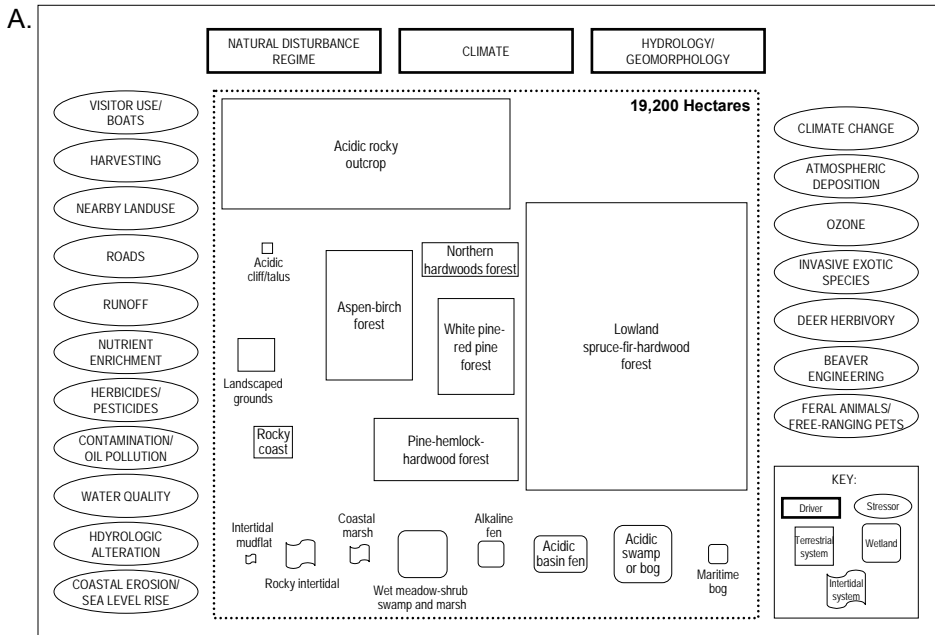 A.
NATURAL DISTURBANCE
REGIME
CLIMATE
HYDROLOGY/
GEOMORPHOLOGY
19,200 Hectares
VISITOR USE/
BOATS
HARVESTING
NEARBY LANDUSE
ROADS
RUNOFF
NUTRIENT
ENRICHMENT
HERBICIDES/
PESTICIDES
CONTAMINATION/
OIL POLLUTION
WATER QUALITY
HDYROLOGIC
ALTERATION
COASTAL EROSION/
SEA LEVEL RISE
Acidic rocky
outcrop
Acidic
cliff/talus
Aspen-birch
forest
Northern
hardwoods forest
White pine-
red pine
forest
Lowland
spruce-fir-hardwood
forest
Landscaped
grounds
Rocky
coast
Pine-hemlock-
hardwood forest
Intertidal
mudflat
Rocky intertidal
Coastal
marsh
Wet meadow-shrub
swamp and marsh
Alkaline
fen
Acidic
basin fen
Acidic
swamp
or bog
Maritime
bog
CLIMATE CHANGE
ATMOSPHERIC
DEPOSITION
OZONE
INVASIVE EXOTIC
SPECIES
DEER HERBIVORY
BEAVER
ENGINEERING
FERAL ANIMALS/
FREE-RANGING PETS
KEY:
Driver
Stressor
Terrestrial
system
Wetland
Intertidal
system